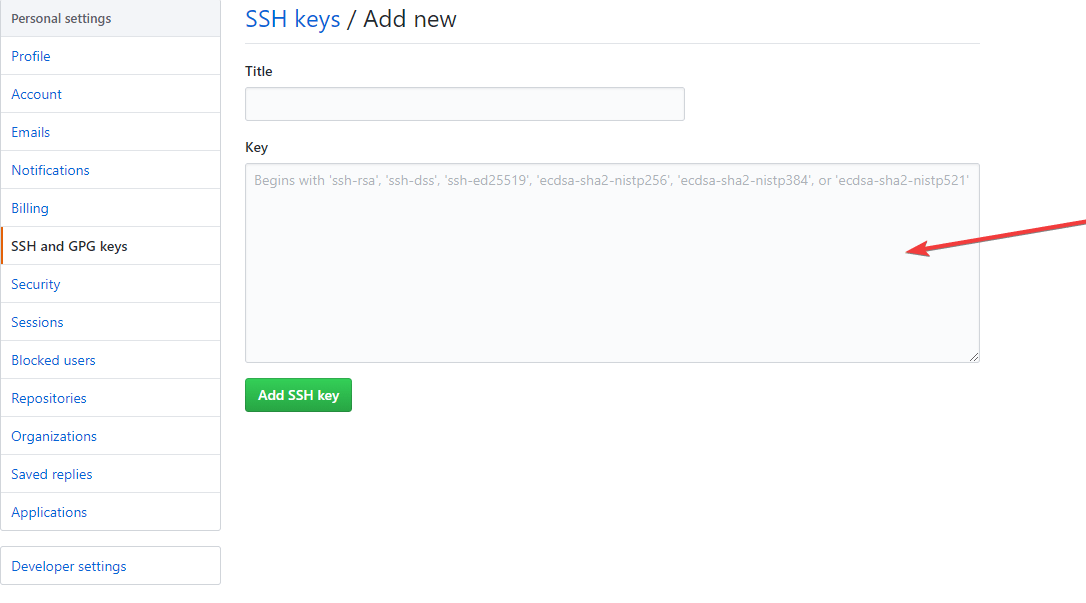 Personal settings
Profile
Account
Emails
Notifications
Billing
SSH and GPG keys
Security
Sessions
Blocked users
Repositories
Organizations
Saved replies
Applications
Developer settings
SSH keys / Add new
Title
Key
Begins with 'ssh-rsa', 'ssh-dss', 'ssh-ed25519', 'ecdsa-sha2-nistp256', 'ecdsa-sha2-nistp384', or 'ecdsa-sha2-nistp521'
Add SSH key